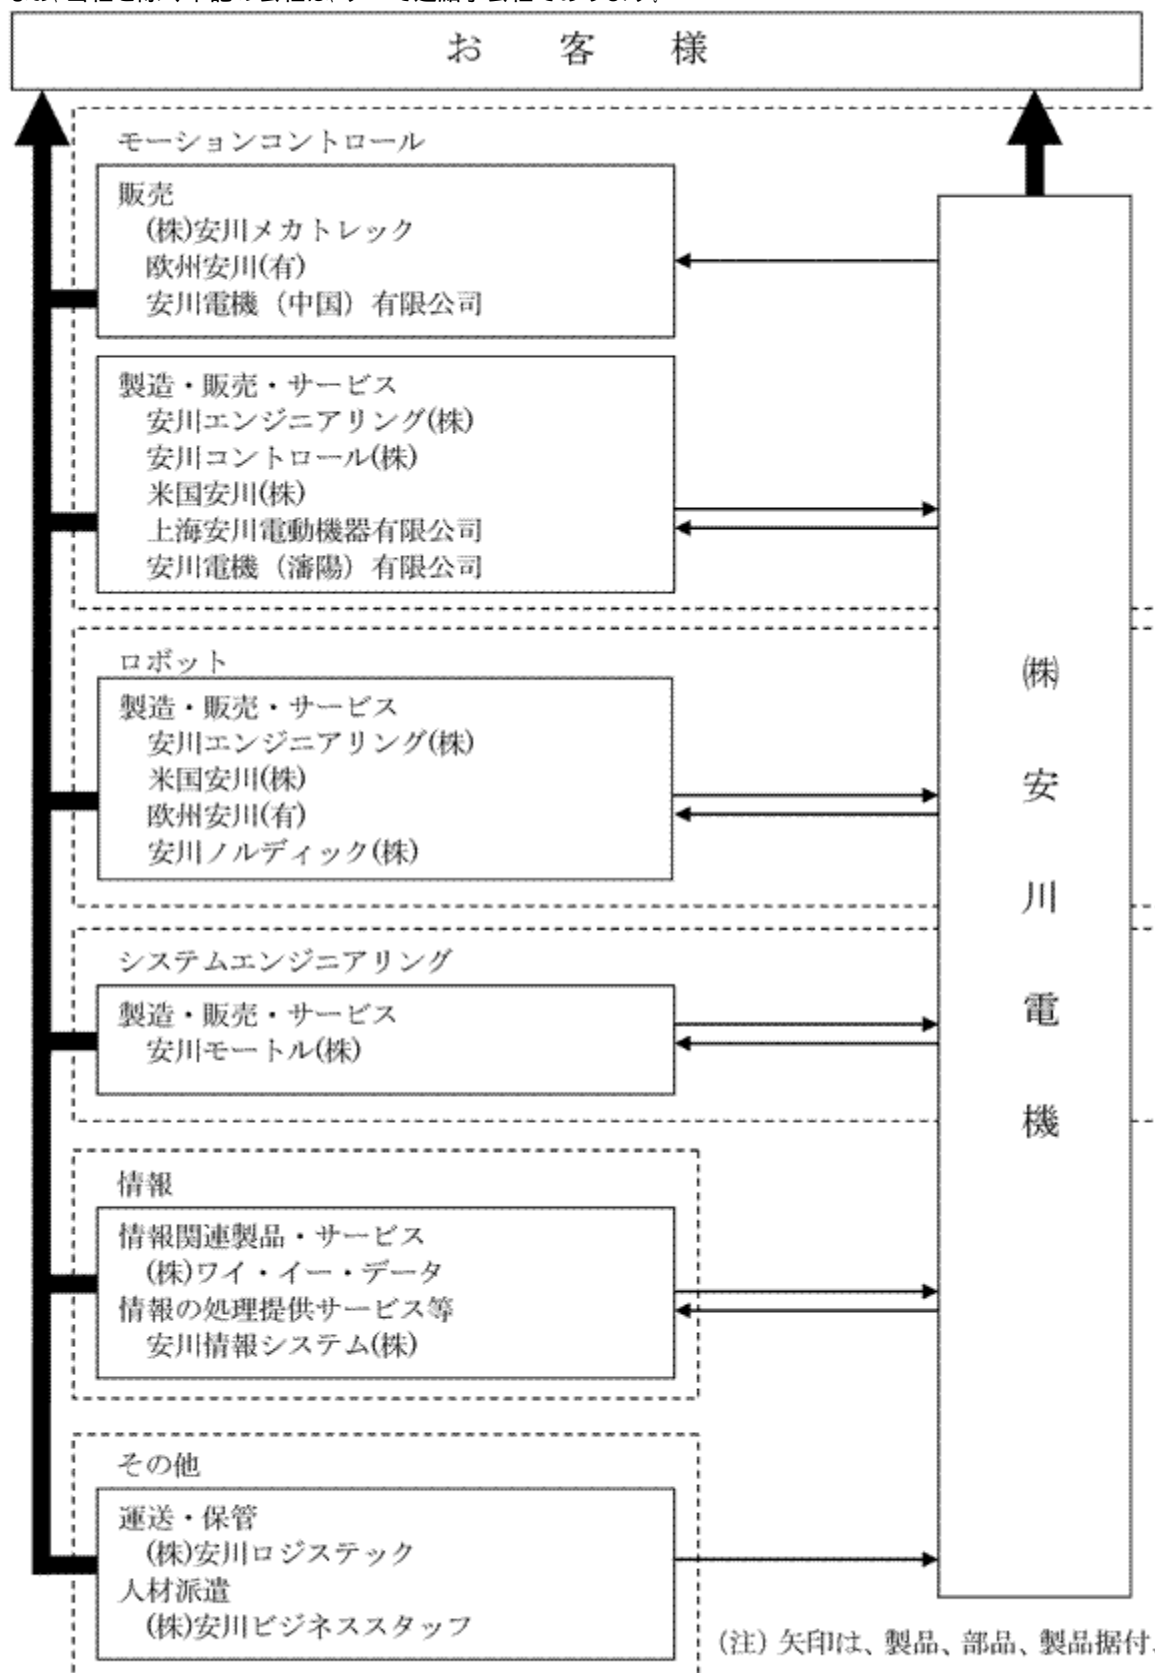 お客様
モーションコントロール
販売
(株)安川メカトレック
欧州安川(有)
安川電機（中国）有限公司
製造・販売・サービス
安川エンジニアリング(株)
安川コントロール(株)
米国安川(株)
上海安川電動機器有限公司
安川電機（瀋陽）有限公司
ロボット
製造・販売・サービス
安川エンジニアリング(株)
米国安川(株)
欧州安川(有)
安川ノルディック(株)
システムエンジニアリング
製造・販売・サービス
安川モートル(株)
情報
情報関連製品・サービス
(株)ワイ・イー・データ
情報の処理提供サービス等
安川情報システム(株)
その他
運送・保管
(株)安川ロジステック
人材派遣
(株)安川ビジネススタッフ
㈱安川電機
(注) 矢印は、製品、部品、製品据付